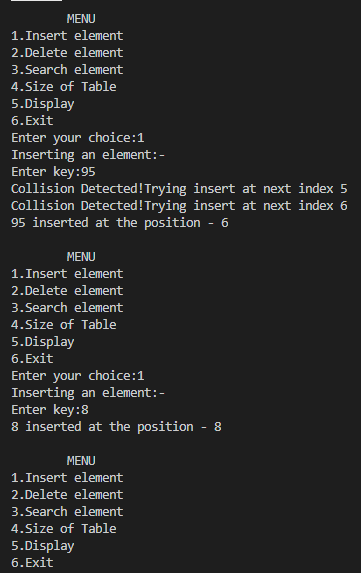 MENU
1.Insert element
2.Delete element
3.Search element
4.Size of Table
5.Display
6.Exit
Enter your choice:1
Inserting an element:-
Enter key:95
Collision Detected!Trying insert at next index 5
Collision Detected!Trying insert at next index 6
95 inserted at the position - 6
MENU
1.Insert element
2.Delete element
3.Search element
4.Size of Table
5.Display
6.Exit
Enter your choice:1
Inserting an element:-
Enter key:8
8 inserted at the position - 8
MENU
1.Insert element
2.Delete element
3.Search element
4.Size of Table
5.Display
6.Exit